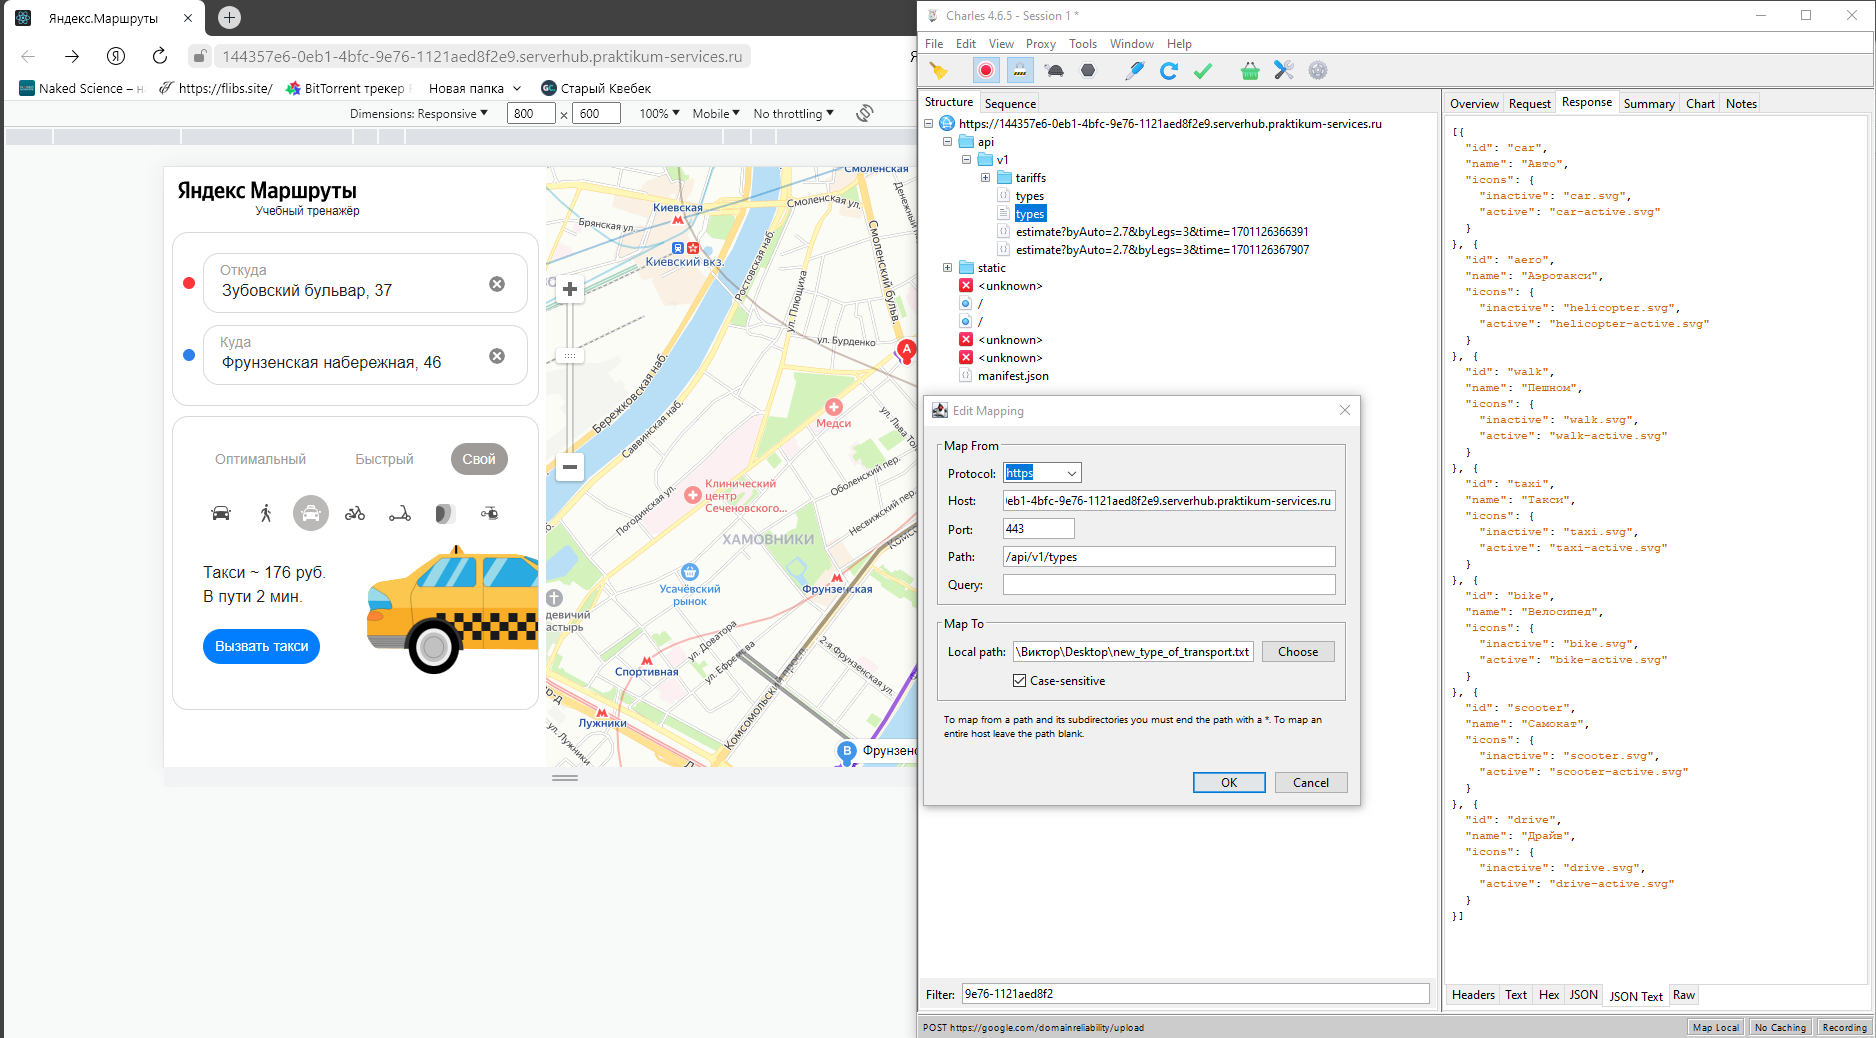 Яндекс.Маршруты
144357e6-0eb1-4bfc-9e76-1121aed8f2e9.serverhub.praktikum-services.ru
Naked Science –
https://flibs.site/
BitTorrent трекер
Новая папка
Старый Квебек
Dimensions: Responsive
800 × 600
100%
Mobile
No throttling
Яндекс Маршруты
Учебный тренажёр
Откуда
Зубовский бульвар, 37
Куда
Фрунзенская набережная, 46
Оптимальный
Быстрый
Свой
Такси ~ 176 руб.
В пути 2 мин.
Вызвать такси
Смоленская
Киевская
Смоленская ул.
Брянская ул.
Киевский вкз.
Ростовская наб.
Смоленский бульв.
ул. Плющиха
ул. Бурденко
A
Бережковская наб.
Саввинская наб.
Медси
Клинический
центр
Сеченовского...
Погодинская ул.
Оболенский пер.
Несвижский пер.
ХАМОВНИКИ
Усачёвский
рынок
Фрунзенская
девичий
астырь
ул. Доватора
ул. Ефремова
2-я Фрунзенская ул.
Спортивная
Комсомольский просп.
Лужники
ул. Лужники
B
Фрунзенс
Charles 4.6.5 - Session 1 *
File Edit View Proxy Tools Window Help
Structure Sequence
https://144357e6-0eb1-4bfc-9e76-1121aed8f2e9.serverhub.praktikum-services.ru
api
v1
tariffs
types
types
estimate?byAuto=2.7&byLegs=3&time=1701126366391
estimate?byAuto=2.7&byLegs=3&time=1701126367907
static
<unknown>
/
/
<unknown>
<unknown>
manifest.json
Edit Mapping
Map From
Protocol: https
Host: eb1-4bfc-9e76-1121aed8f2e9.serverhub.praktikum-services.ru
Port: 443
Path: /api/v1/types
Query:
Map To
Local path: \Виктор\Desktop\new_type_of_transport.txt Choose
Case-sensitive
To map from a path and its subdirectories you must end the path with a *. To map an
entire host leave the path blank.
OK Cancel
Filter: 9e76-1121aed8f2
Overview Request Response Summary Chart Notes
[{
"id": "car",
"name": "Авто",
"icons": {
"inactive": "car.svg",
"active": "car-active.svg"
}
}, {
"id": "aero",
"name": "Аэротакси",
"icons": {
"inactive": "helicopter.svg",
"active": "helicopter-active.svg"
}
}, {
"id": "walk",
"name": "Пешком",
"icons": {
"inactive": "walk.svg",
"active": "walk-active.svg"
}
}, {
"id": "taxi",
"name": "Такси",
"icons": {
"inactive": "taxi.svg",
"active": "taxi-active.svg"
}
}, {
"id": "bike",
"name": "Велосипед",
"icons": {
"inactive": "bike.svg",
"active": "bike-active.svg"
}
}, {
"id": "scooter",
"name": "Самокат",
"icons": {
"inactive": "scooter.svg",
"active": "scooter-active.svg"
}
}, {
"id": "drive",
"name": "Драйв",
"icons": {
"inactive": "drive.svg",
"active": "drive-active.svg"
}
}]
Headers Text Hex JSON JSON Text Raw
POST https://google.com/domainreliability/upload
Map Local No Caching Recording